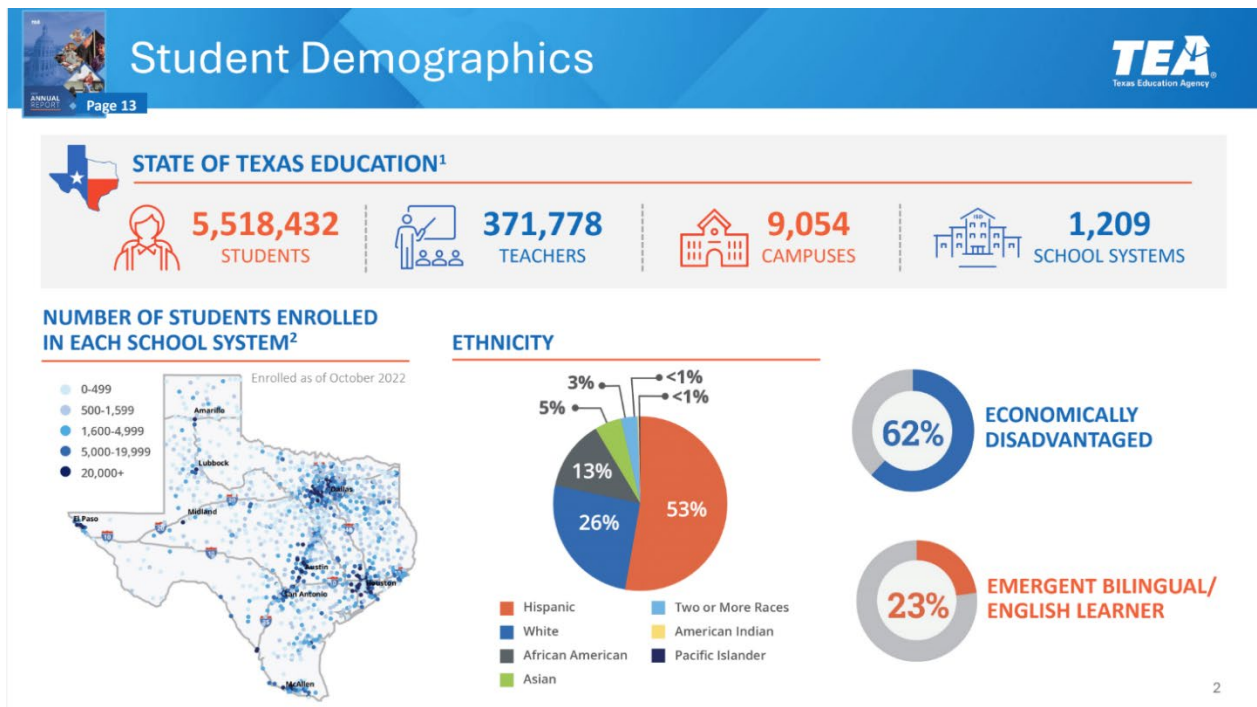 ANNUAL
REPORT
Page 13
Student Demographics
TEA
Texas Education Agency
STATE OF TEXAS EDUCATION¹
5,518,432
STUDENTS
371,778
TEACHERS
9,054
CAMPUSES
ISD
1,209
SCHOOL SYSTEMS
NUMBER OF STUDENTS ENROLLED
IN EACH SCHOOL SYSTEM²
Enrolled as of October 2022
0-499
500-1,599
1,600-4,999
5,000-19,999
20,000+
Amarillo
Lubbock
Dallas
Midland
El Paso
Austin
Houston
San Antonio
McAllen
ETHNICITY
<1%
3%
<1%
5%
13%
53%
26%
Hispanic
White
African American
Asian
Two or More Races
American Indian
Pacific Islander
62%
ECONOMICALLY
DISADVANTAGED
23%
EMERGENT BILINGUAL/
ENGLISH LEARNER
2